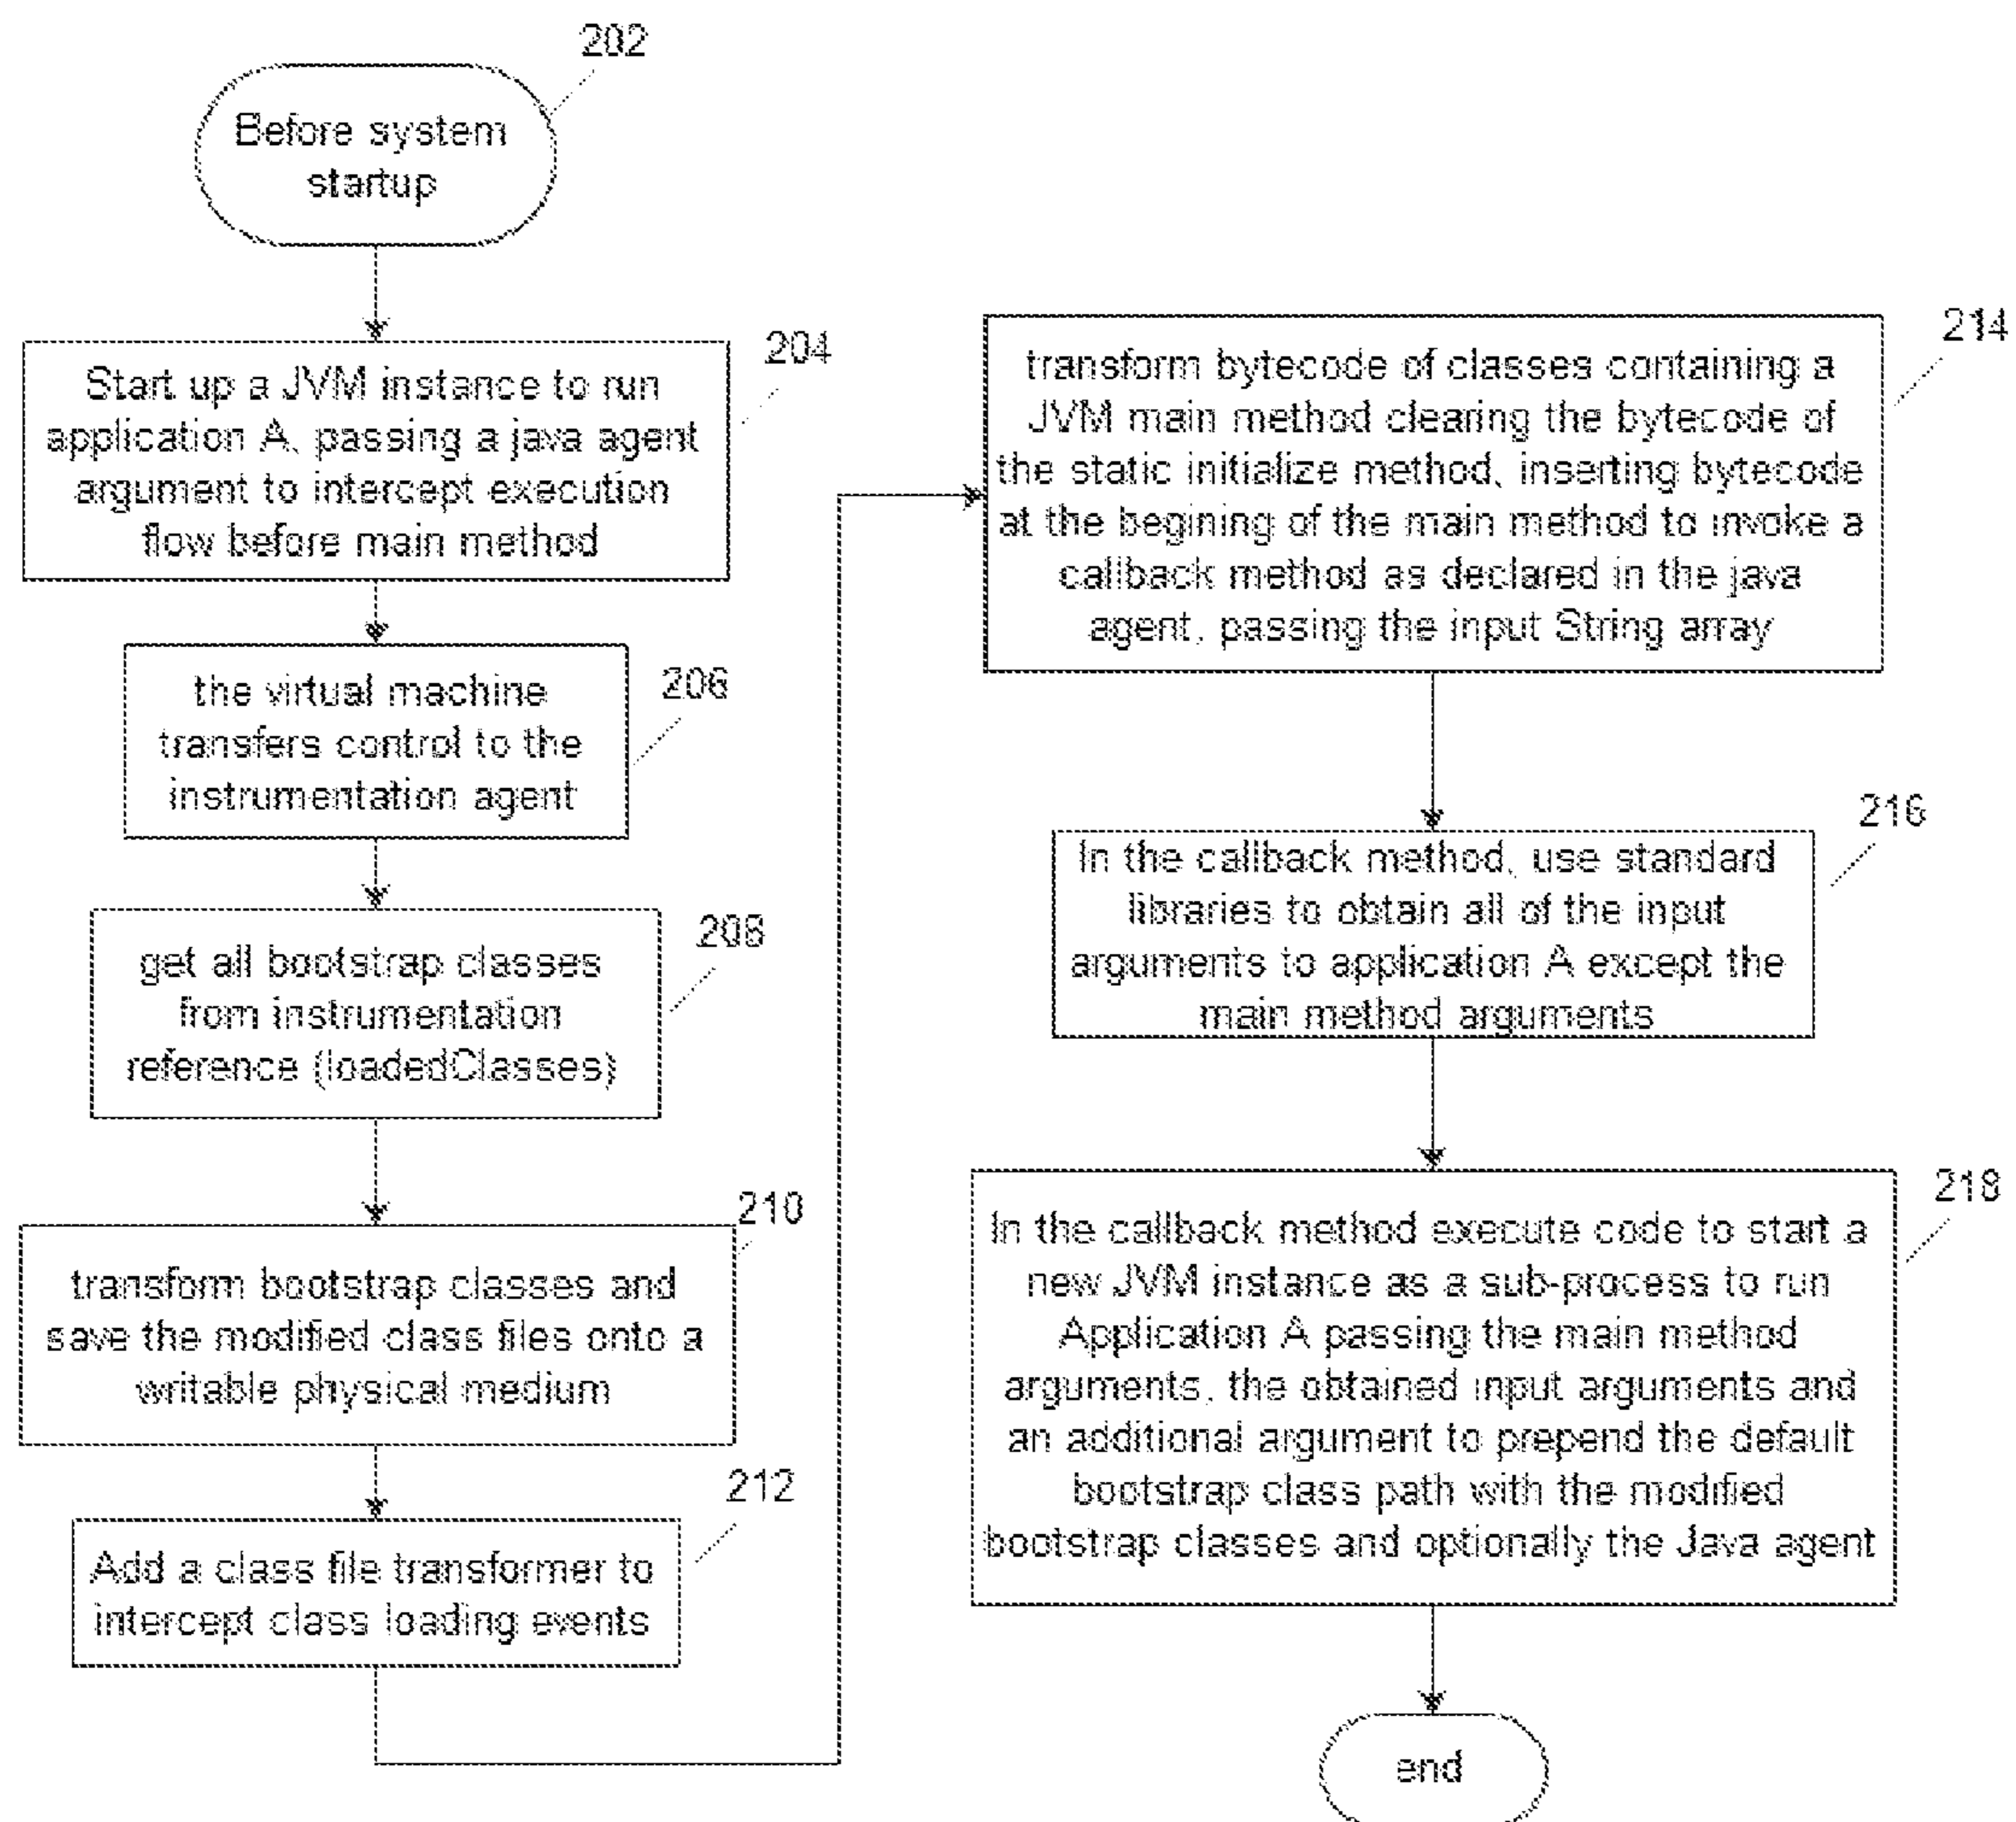 202
Before system
startup
204
Start up a JVM instance to run
application A, passing a java agent
argument to intercept execution
flow before main method
206
the virtual machine
transfers control to the
instrumentation agent
208
get all bootstrap classes
from instrumentation
reference (loadedClasses)
210
transform bootstrap classes and
save the modified class files onto a
writable physical medium
212
Add a class file transformer to
intercept class loading events
214
transform bytecode of classes containing a
JVM main method clearing the bytecode of
the static initialize method, inserting bytecode
at the begining of the main method to invoke a
callback method as declared in the java
agent, passing the input String array
216
In the callback method, use standard
libraries to obtain all of the input
arguments to application A except the
main method arguments
218
In the callback method execute code to start a
new JVM instance as a sub-process to run
Application A passing the main method
arguments, the obtained input arguments and
an additional argument to prepend the default
bootstrap class path with the modified
bootstrap classes and optionally the Java agent
end